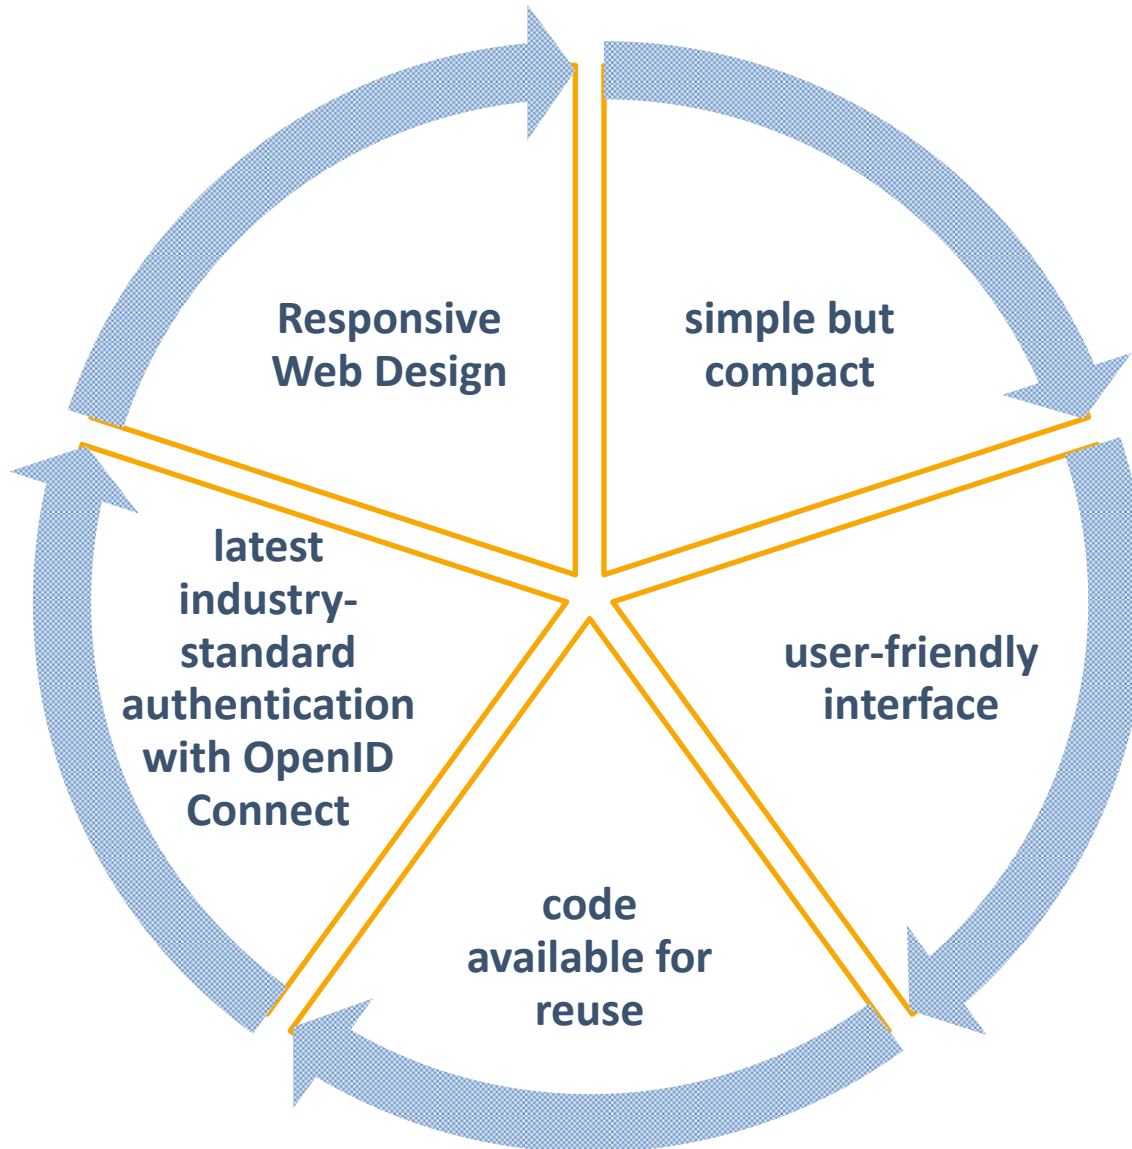 Responsive
Web Design
simple but
compact
user-friendly
interface
code
available for
reuse
latest
industry-
standard
authentication
with OpenID
Connect